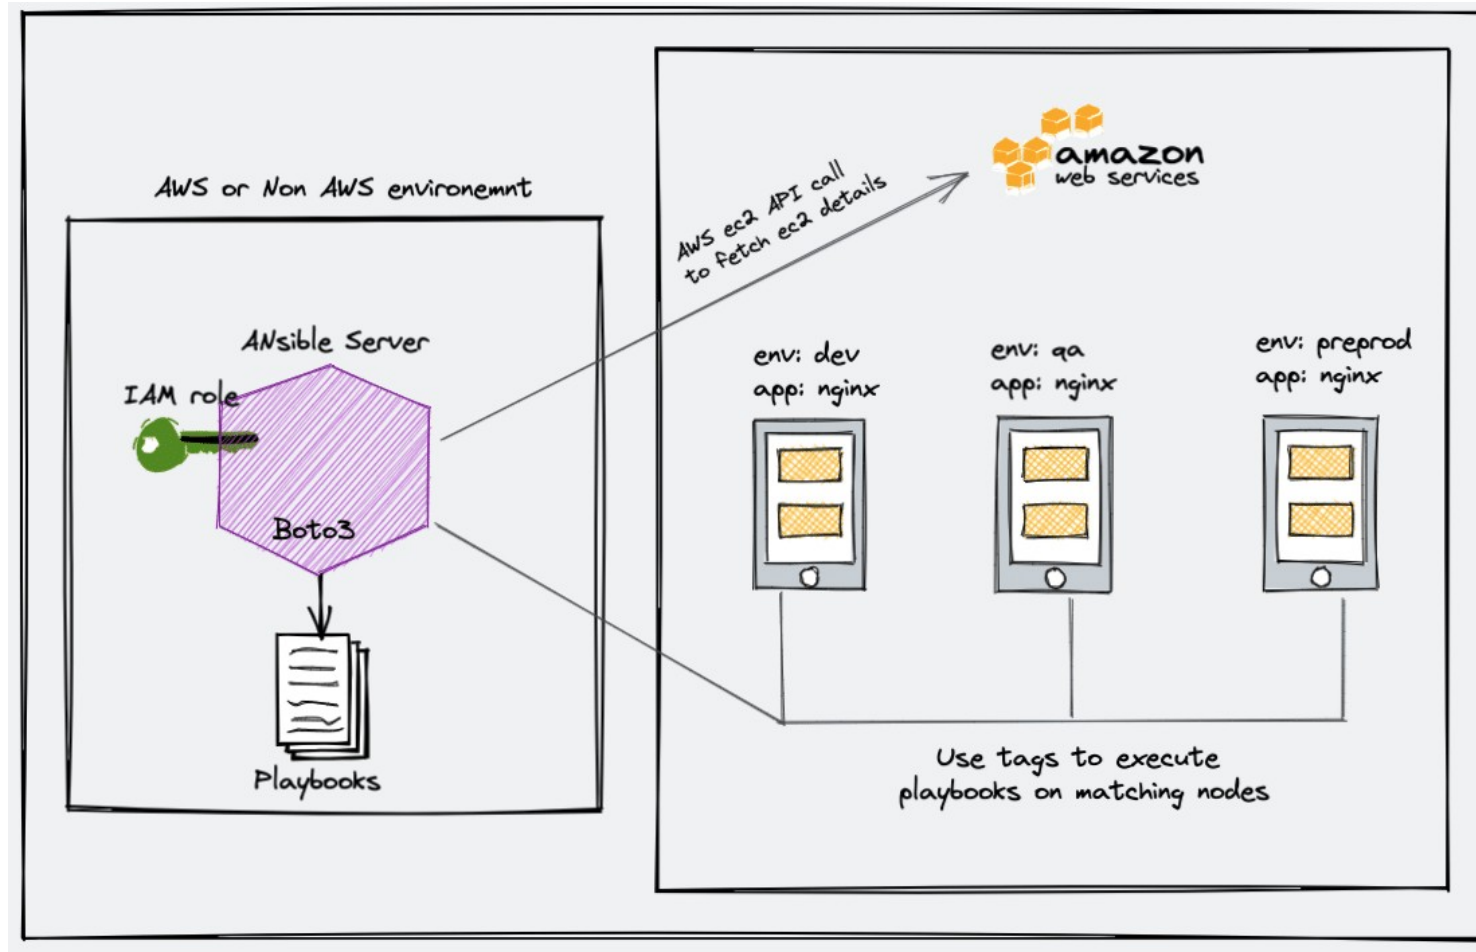 AWS or Non AWS environemnt
ANsible Server
IAM role
Boto3
Playbooks
AWS ec2 API call
to fetch ec2 details
amazon
web services
env: dev
app: nginx
env: qa
app: nginx
env: preprod
app: nginx
Use tags to execute
playbooks on matching nodes